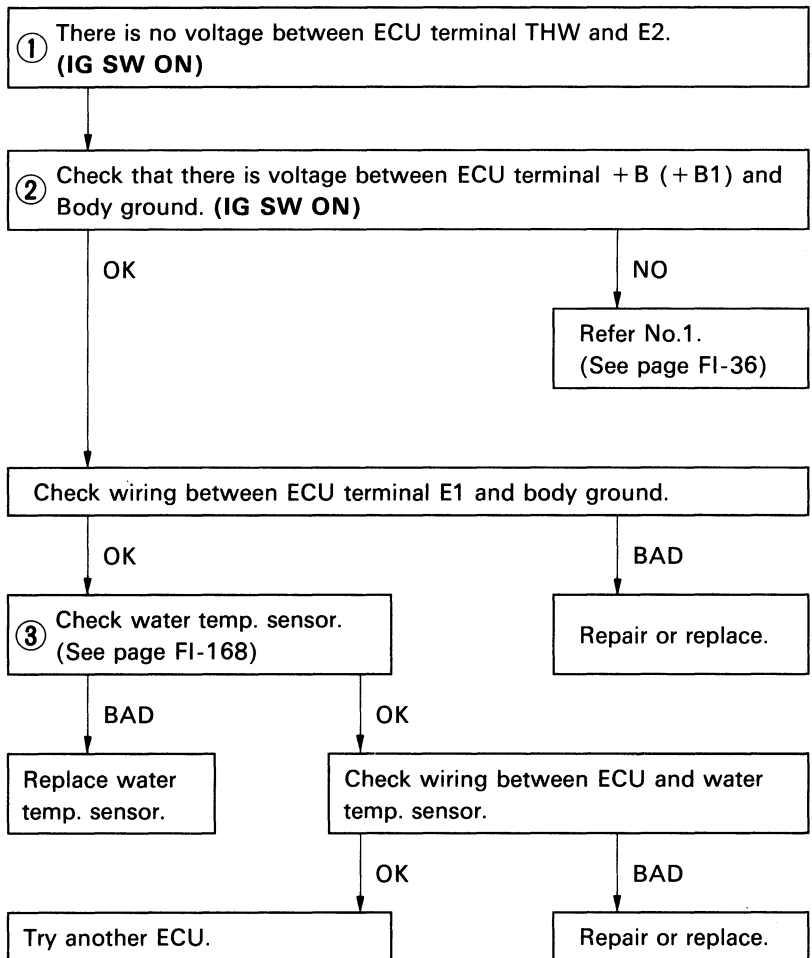 ① There is no voltage between ECU terminal THW and E2.
(IG SW ON)
② Check that there is voltage between ECU terminal +B (+B1) and
Body ground. (IG SW ON)
OK
NO
Refer No.1.
(See page FI-36)
Check wiring between ECU terminal E1 and body ground.
OK
BAD
③ Check water temp. sensor.
(See page FI-168)
Repair or replace.
BAD
OK
Replace water
temp. sensor.
Check wiring between ECU and water
temp. sensor.
OK
BAD
Try another ECU.
Repair or replace.